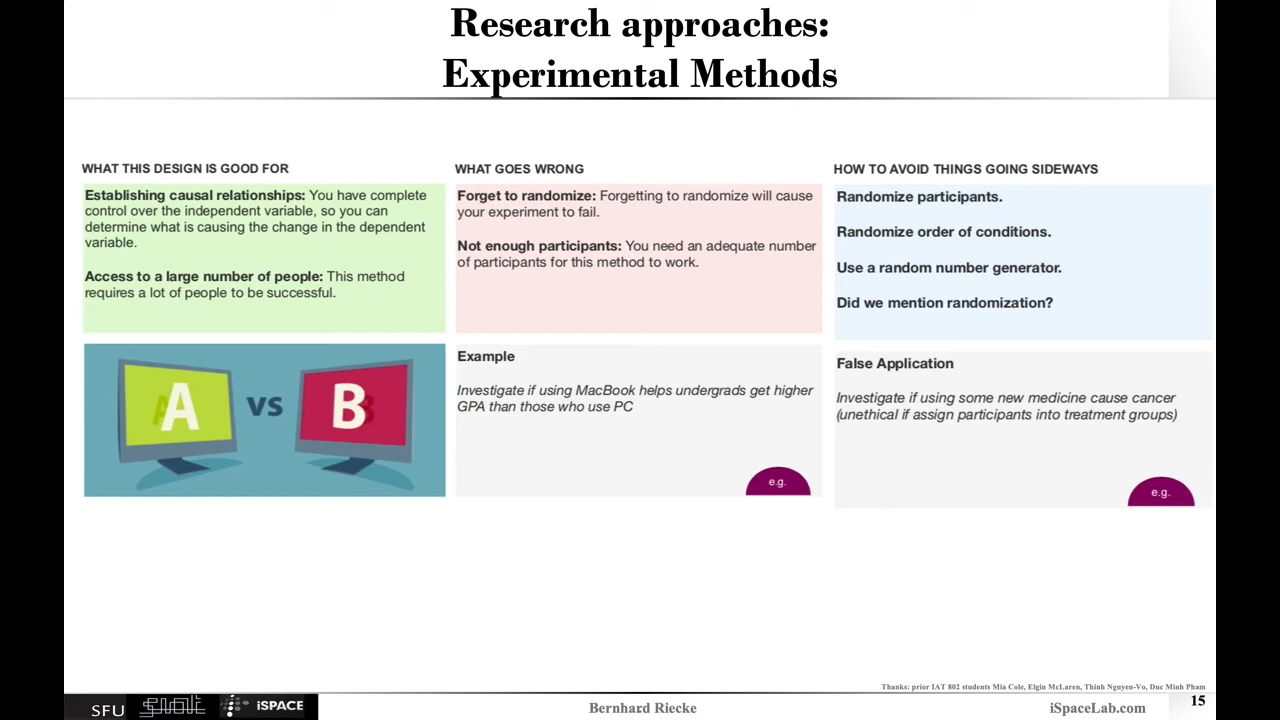 Research approaches:
Experimental Methods
WHAT THIS DESIGN IS GOOD FOR
Establishing causal relationships: You have complete
control over the independent variable, so you can
determine what is causing the change in the dependent
variable.
Access to a large number of people: This method
requires a lot of people to be successful.
WHAT GOES WRONG
Forget to randomize: Forgetting to randomize will cause
your experiment to fail.
Not enough participants: You need an adequate number
of participants for this method to work.
HOW TO AVOID THINGS GOING SIDEWAYS
Randomize participants.
Randomize order of conditions.
Use a random number generator.
Did we mention randomization?
A VS B
Example
Investigate if using MacBook helps undergrads get higher
GPA than those who use PC
e.g.
False Application
Investigate if using some new medicine cause cancer
(unethical if assign participants into treatment groups)
e.g.
Thanks: prior IAT 802 students Mia Cole, Elgin McLaren, Thinh Nguyen-Vo, Duc Minh Pham
SFU
iSPACE
Bernhard Riecke
iSpaceLab.com
15